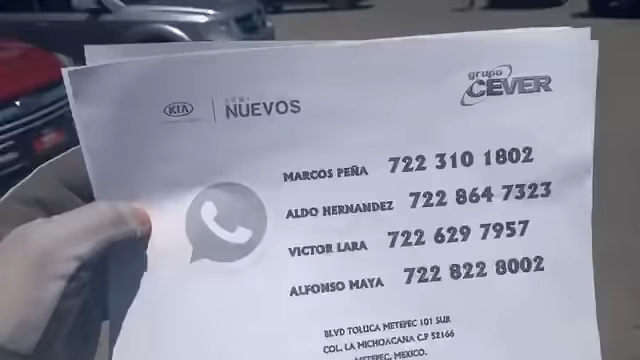 KIA
SEMI
NUEVOS
grupo
CEVER
MARCOS PEÑA 722 310 1802
ALDO HERNANDEZ 722 864 7323
VICTOR LARA 722 629 7957
ALFONSO MAYA 722 822 8002
BLVD TOLUCA METEPEC 101 SUR
COL. LA MICHOACANA C.P 52166
METEPEC, MEXICO.